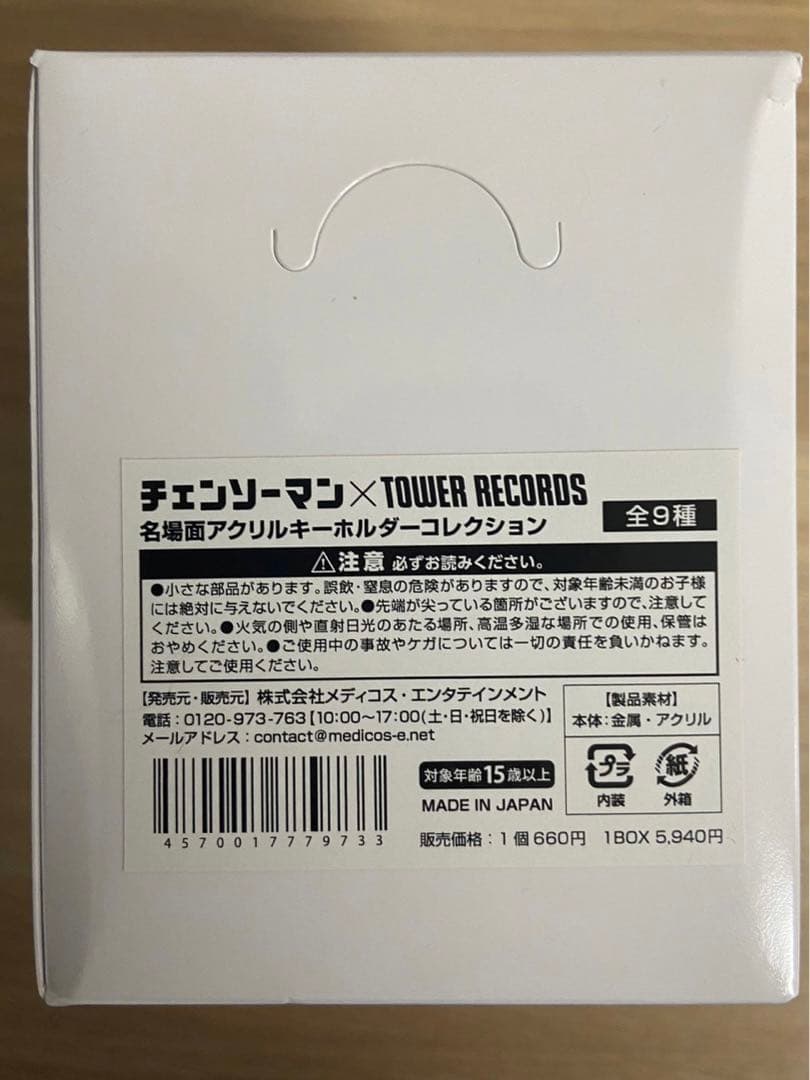 チェンソーマン×TOWER RECORDS
名場面アクリルキーホルダーコレクション
全9種
⚠注意 必ずお読みください。
●小さな部品があります。誤飲・窒息の危険がありますので、対象年齢未満のお子様
には絶対に与えないでください。●先端が尖っている箇所がございますので、注意して
ください。●火気の側や直射日光のあたる場所、高温多湿な場所での使用、保管は
おやめください。●ご使用中の事故やケガについては一切の責任を負いかねます。
注意してご使用ください。
【発売元・販売元】株式会社メディコス・エンタテインメント
電話：0120-973-763【10:00〜17:00(土・日・祝日を除く)】
メールアドレス：contact@medicos-e.net
【製品素材】
本体：金属・アクリル
プラ
内装
紙
外箱
対象年齢15歳以上
MADE IN JAPAN
4570017779733
販売価格：1個660円 1BOX 5,940円